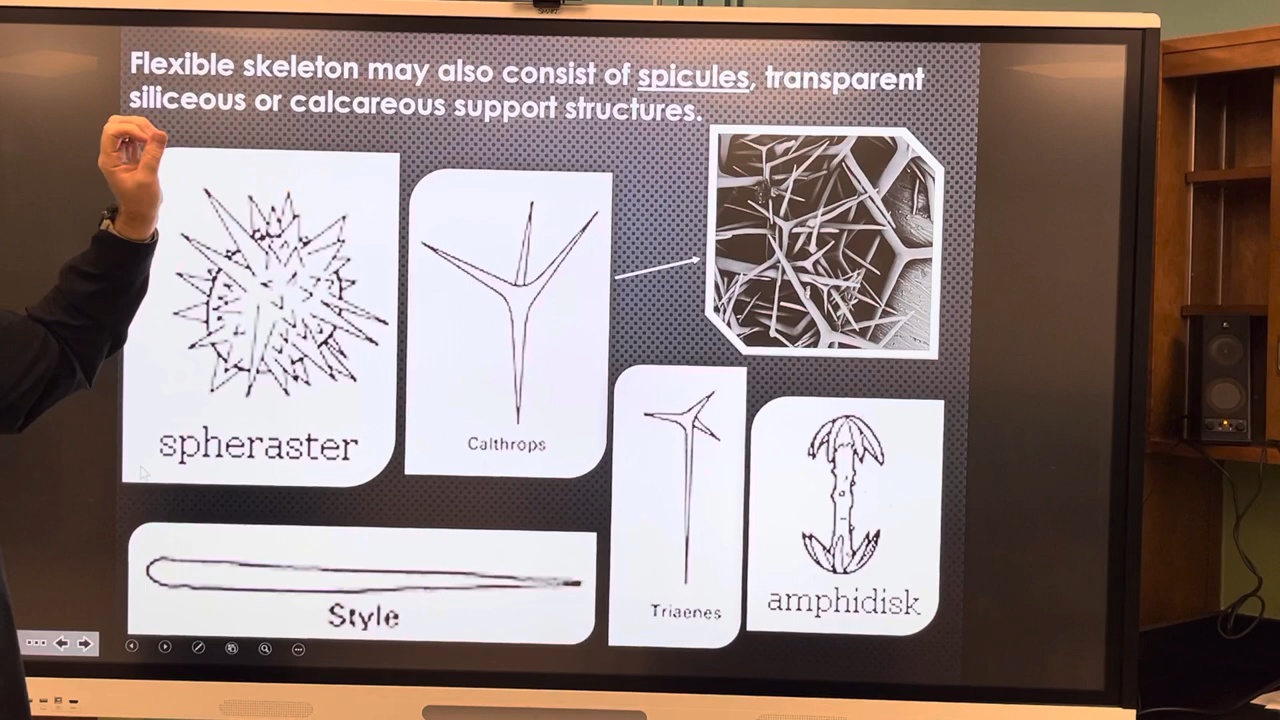 Flexible skeleton may also consist of spicules, transparent
siliceous or calcareous support structures.
spheraster
Calthrops
Style
Triaenes
amphidisk